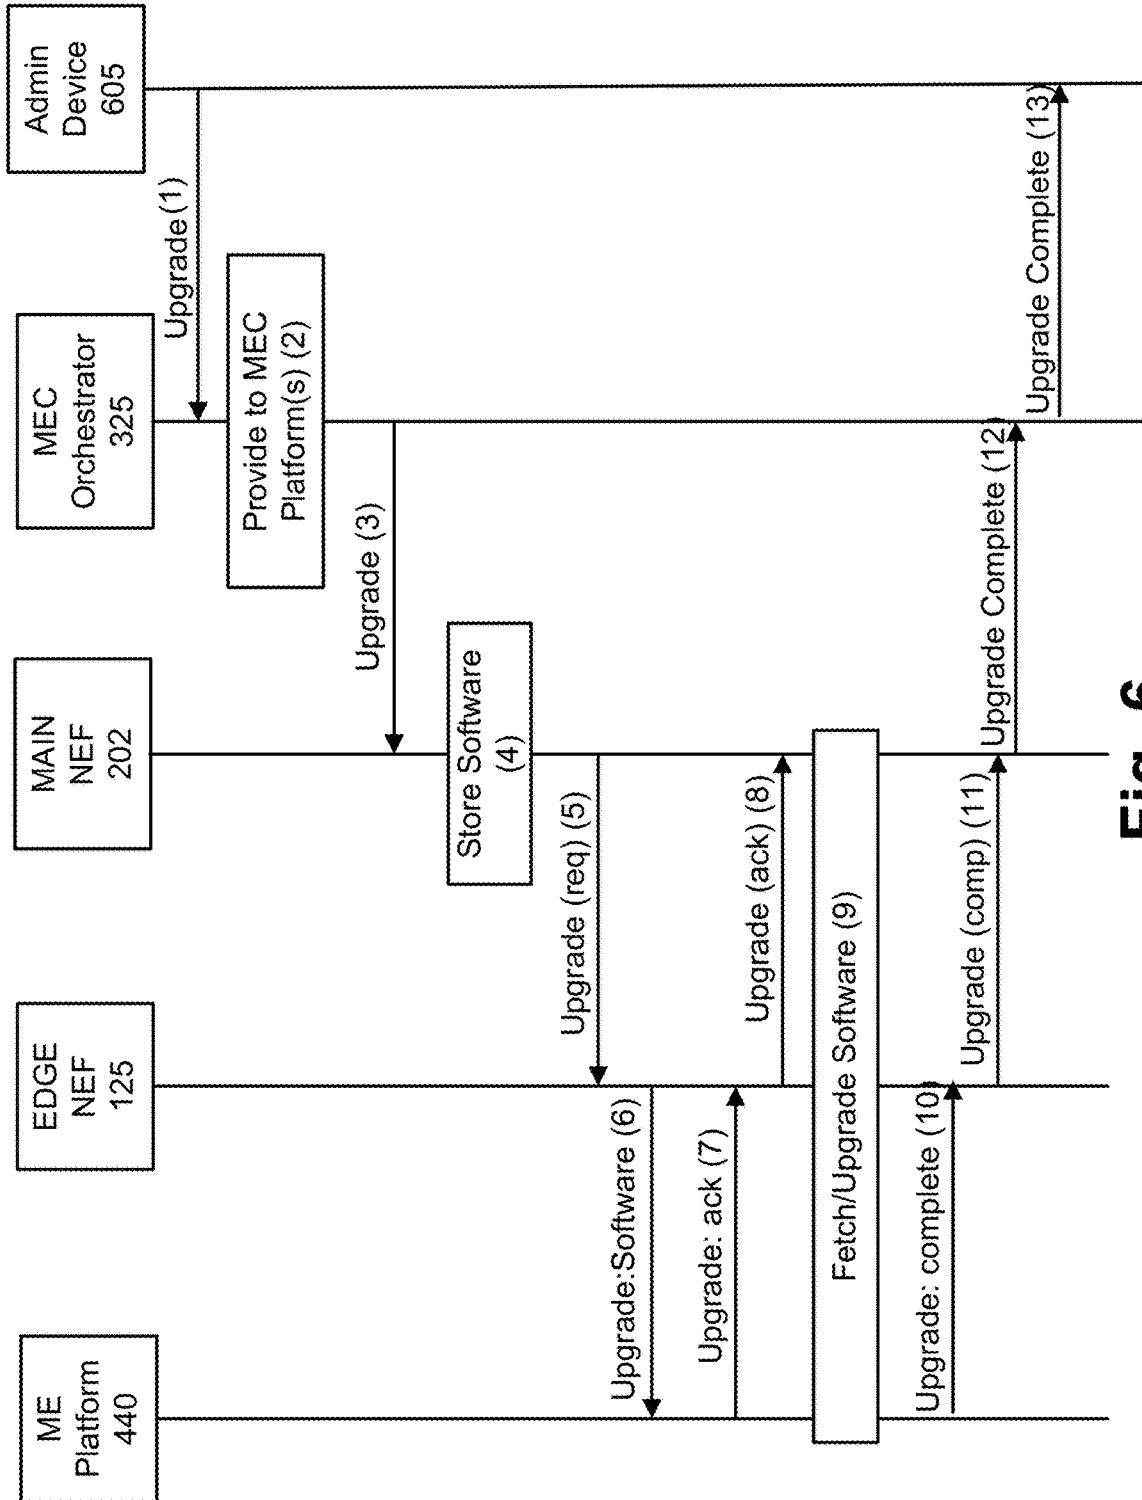 ME
Platform
440
EDGE
NEF
125
MAIN
NEF
202
MEC
Orchestrator
325
Admin
Device
605
Upgrade (1)
Provide to MEC
Platform(s) (2)
Upgrade (3)
Store Software
(4)
Upgrade (req) (5)
Upgrade:Software (6)
Upgrade: ack (7)
Upgrade (ack) (8)
Fetch/Upgrade Software (9)
Upgrade: complete (10)
Upgrade (comp) (11)
Upgrade Complete (12)
Upgrade Complete (13)
Fig. 6